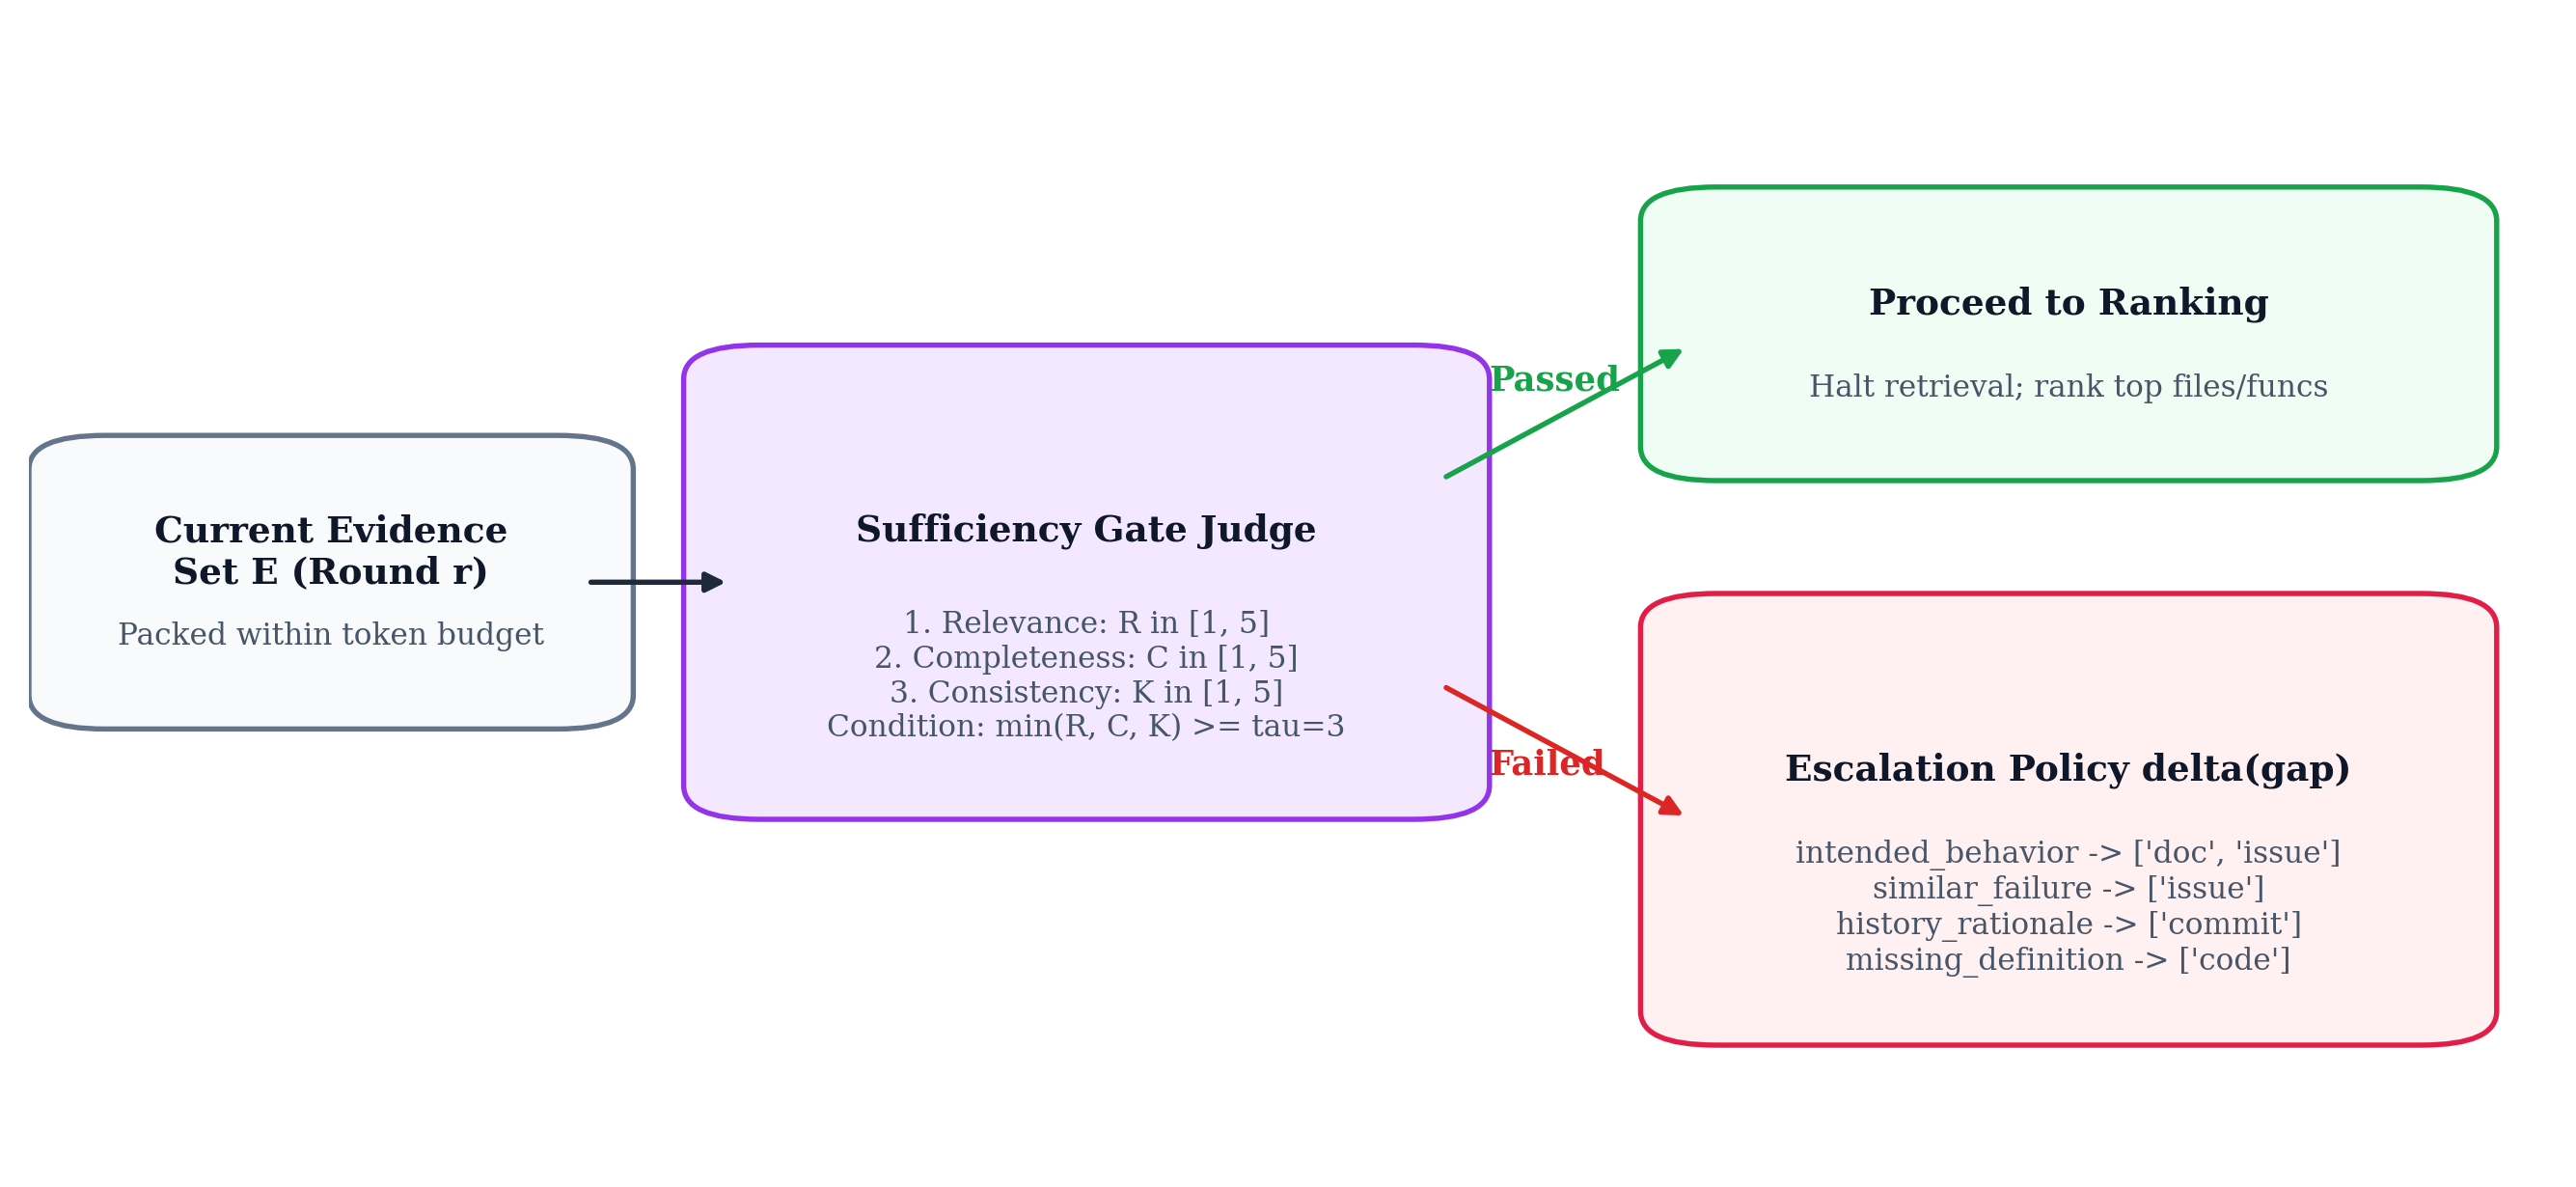 Current Evidence
Set E (Round r)
Packed within token budget
Sufficiency Gate Judge
1. Relevance: R in [1, 5]
2. Completeness: C in [1, 5]
3. Consistency: K in [1, 5]
Condition: min(R, C, K) >= tau=3
Passed
Proceed to Ranking
Halt retrieval; rank top files/funcs
Failed
Escalation Policy delta(gap)
intended_behavior -> ['doc', 'issue']
similar_failure -> ['issue']
history_rationale -> ['commit']
missing_definition -> ['code']